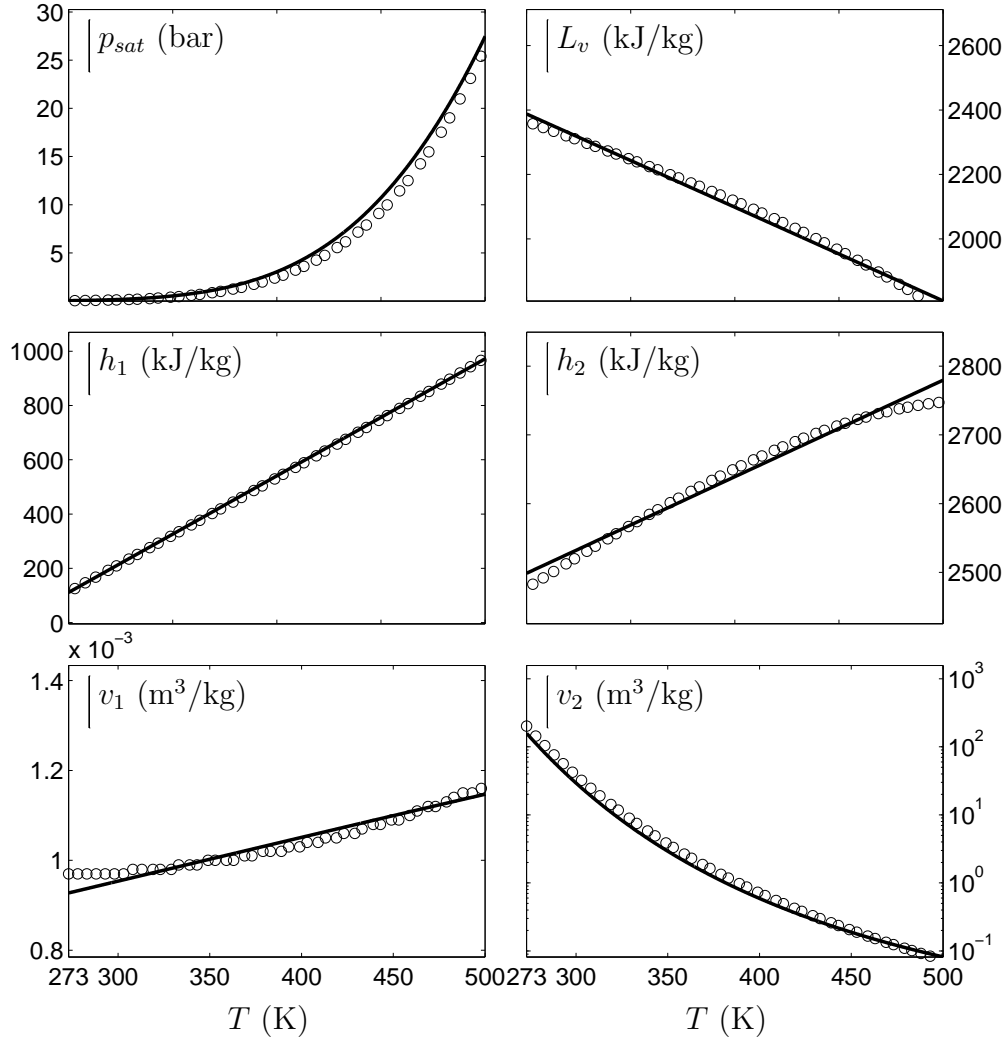 p_sat (bar)
30
25
20
15
10
5
L_v (kJ/kg)
2600
2400
2200
2000
h_1 (kJ/kg)
1000
800
600
400
200
0
h_2 (kJ/kg)
2800
2700
2600
2500
x 10^−3
v_1 (m^3/kg)
1.4
1.2
1
0.8
273 300 350 400 450 500
T (K)
v_2 (m^3/kg)
10^3
10^2
10^1
10^0
10^−1
273 300 350 400 450 500
T (K)